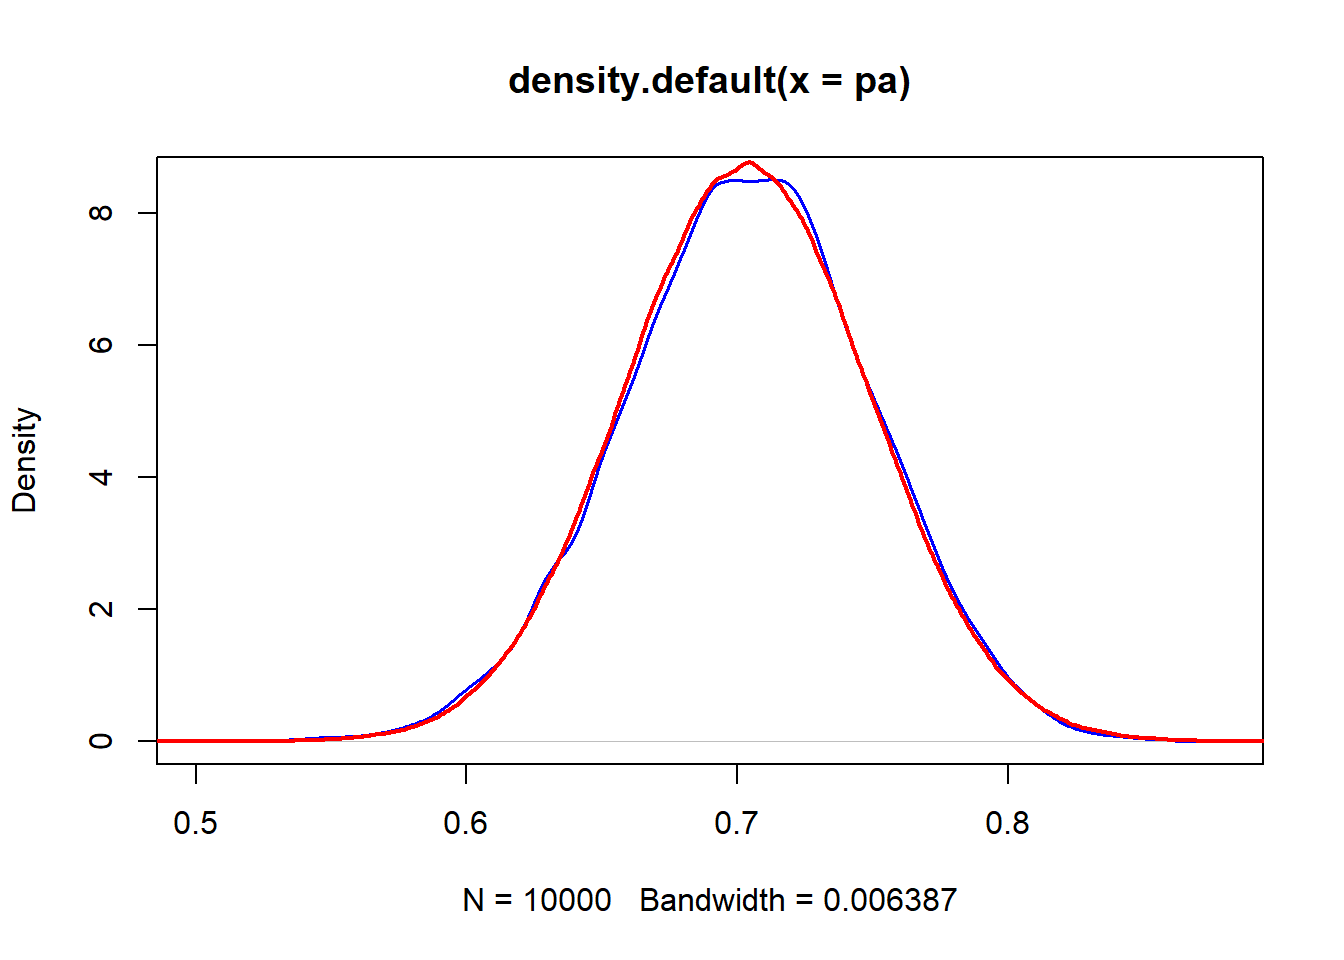 density.default(x = pa)
Density
8
6
4
2
0
0.5 0.6 0.7 0.8
N = 10000 Bandwidth = 0.006387